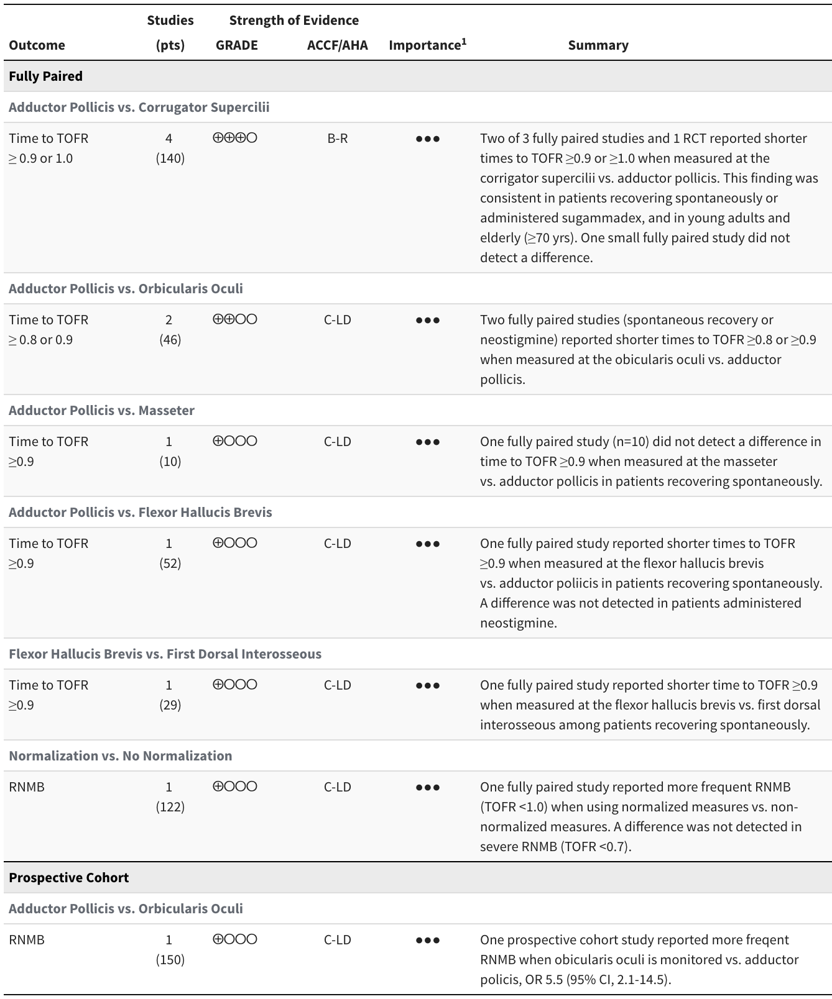 Studies Strength of Evidence
Outcome (pts) GRADE ACCF/AHA Importance1 Summary
Fully Paired
Adductor Pollicis vs. Corrugator Supercilii
Time to TOFR 4 ⊕⊕⊕◯ B-R ●●● Two of 3 fully paired studies and 1 RCT reported shorter
≥ 0.9 or 1.0 (140) times to TOFR ≥0.9 or ≥1.0 when measured at the
corrigator supercilii vs. adductor pollicis. This finding was
consistent in patients recovering spontaneously or
administered sugammadex, and in young adults and
elderly (≥70 yrs). One small fully paired study did not
detect a difference.
Adductor Pollicis vs. Orbicularis Oculi
Time to TOFR 2 ⊕⊕◯◯ C-LD ●●● Two fully paired studies (spontaneous recovery or
≥ 0.8 or 0.9 (46) neostigmine) reported shorter times to TOFR ≥0.8 or ≥0.9
when measured at the obicularis oculi vs. adductor
pollicis.
Adductor Pollicis vs. Masseter
Time to TOFR 1 ⊕◯◯◯ C-LD ●●● One fully paired study (n=10) did not detect a difference in
≥0.9 (10) time to TOFR ≥0.9 when measured at the masseter
vs. adductor pollicis in patients recovering spontaneously.
Adductor Pollicis vs. Flexor Hallucis Brevis
Time to TOFR 1 ⊕◯◯◯ C-LD ●●● One fully paired study reported shorter times to TOFR
≥0.9 (52) ≥0.9 when measured at the flexor hallucis brevis
vs. adductor poliicis in patients recovering spontaneously.
A difference was not detected in patients administered
neostigmine.
Flexor Hallucis Brevis vs. First Dorsal Interosseous
Time to TOFR 1 ⊕◯◯◯ C-LD ●●● One fully paired study reported shorter time to TOFR ≥0.9
≥0.9 (29) when measured at the flexor hallucis brevis vs. first dorsal
interosseous among patients recovering spontaneously.
Normalization vs. No Normalization
RNMB 1 ⊕◯◯◯ C-LD ●●● One fully paired study reported more frequent RNMB
(122) (TOFR <1.0) when using normalized measures vs. non-
normalized measures. A difference was not detected in
severe RNMB (TOFR <0.7).
Prospective Cohort
Adductor Pollicis vs. Orbicularis Oculi
RNMB 1 ⊕◯◯◯ C-LD ●●● One prospective cohort study reported more freqent
(150) RNMB when obicularis oculi is monitored vs. adductor
policis, OR 5.5 (95% CI, 2.1-14.5).